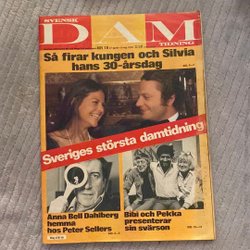 SVENSK
DAM
TIDNING
Så firar kungen och Silvia
hans 30-årsdag
Sveriges största damtidning
Anna Bell Dahlberg
hemma
hos Peter Sellers
Bibi och Pekka
presenterar
sin svärson